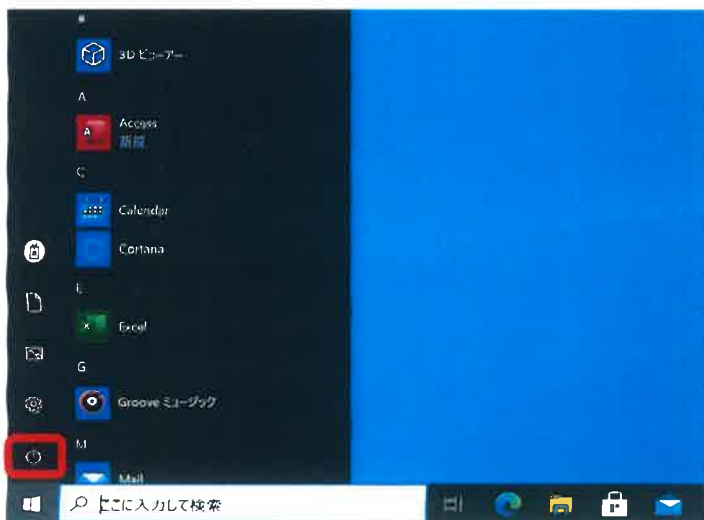 #
3D ビューアー
A
Access
新規
C
Calendar
Cortana
E
Excel
G
Groove ミュージック
M
Mail
ここに入力して検索